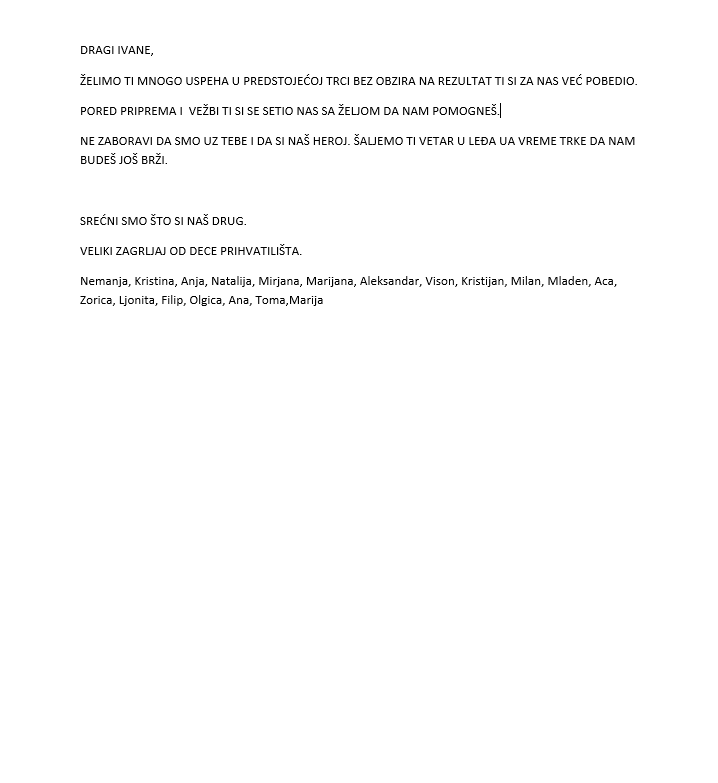 DRAGI IVANE,
ŽELIMO TI MNOGO USPEHA U PREDSTOJEĆOJ TRCI BEZ OBZIRA NA REZULTAT TI SI ZA NAS VEĆ POBEDIO.
PORED PRIPREMA I  VEŽBI TI SI SE SETIO NAS SA ŽELJOM DA NAM POMOGNEŠ.
NE ZABORAVI DA SMO UZ TEBE I DA SI NAŠ HEROJ. ŠALJEMO TI VETAR U LEĐA UA VREME TRKE DA NAM
BUDEŠ JOŠ BRŽI.
SREĆNI SMO ŠTO SI NAŠ DRUG.
VELIKI ZAGRLJAJ OD DECE PRIHVATILIŠTA.
Nemanja, Kristina, Anja, Natalija, Mirjana, Marijana, Aleksandar, Vison, Kristijan, Milan, Mladen, Aca,
Zorica, Ljonita, Filip, Olgica, Ana, Toma,Marija